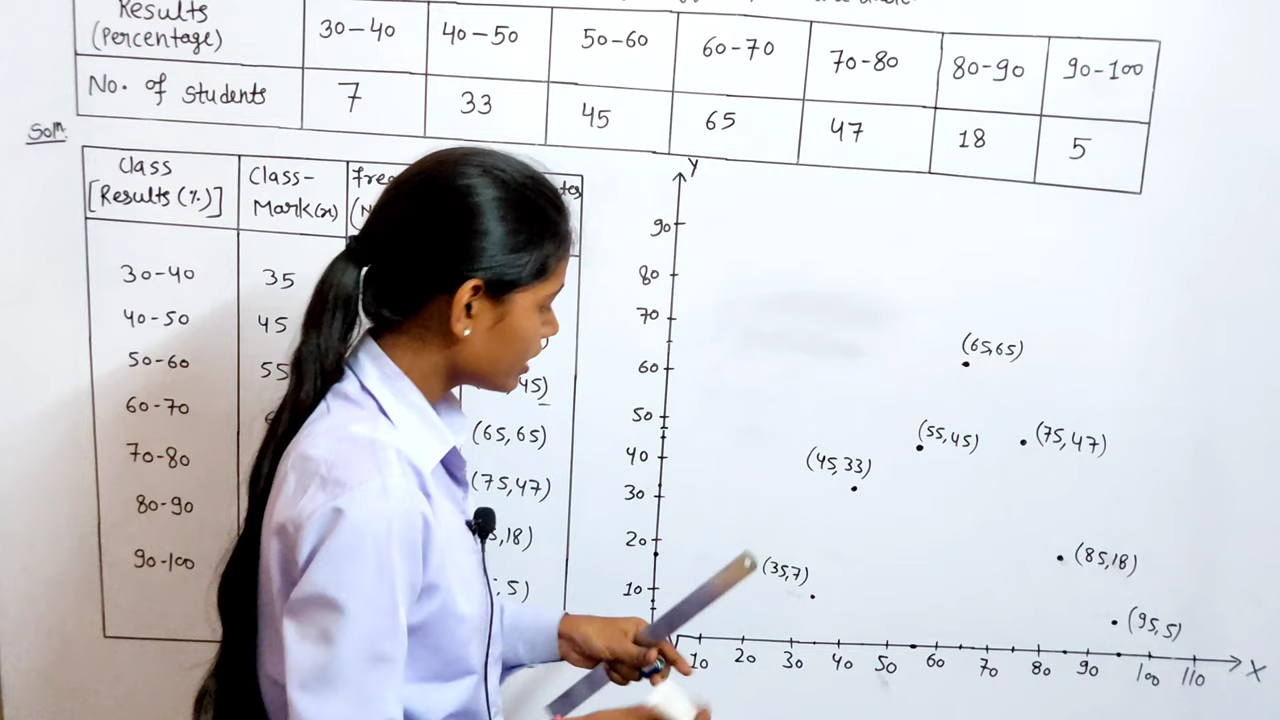 Results
(Percentage)
30-40 40-50 50-60 60-70 70-80 80-90 90-100
No. of students 7 33 45 65 47 18 5
Solⁿ.
Class
[Results (%)]
Class-
Mark(x)
30-40 35
40-50 45
50-60 55
60-70 (65,65)
70-80 (75,47)
80-90 ,18)
90-100 ,5)
Y
90
80
70
60
50
40
30
20
10
(65,65)
(55,45) (75,47)
(45,33)
(85,18)
(35,7)
(95,5)
10 20 30 40 50 60 70 80 90 100 110 X